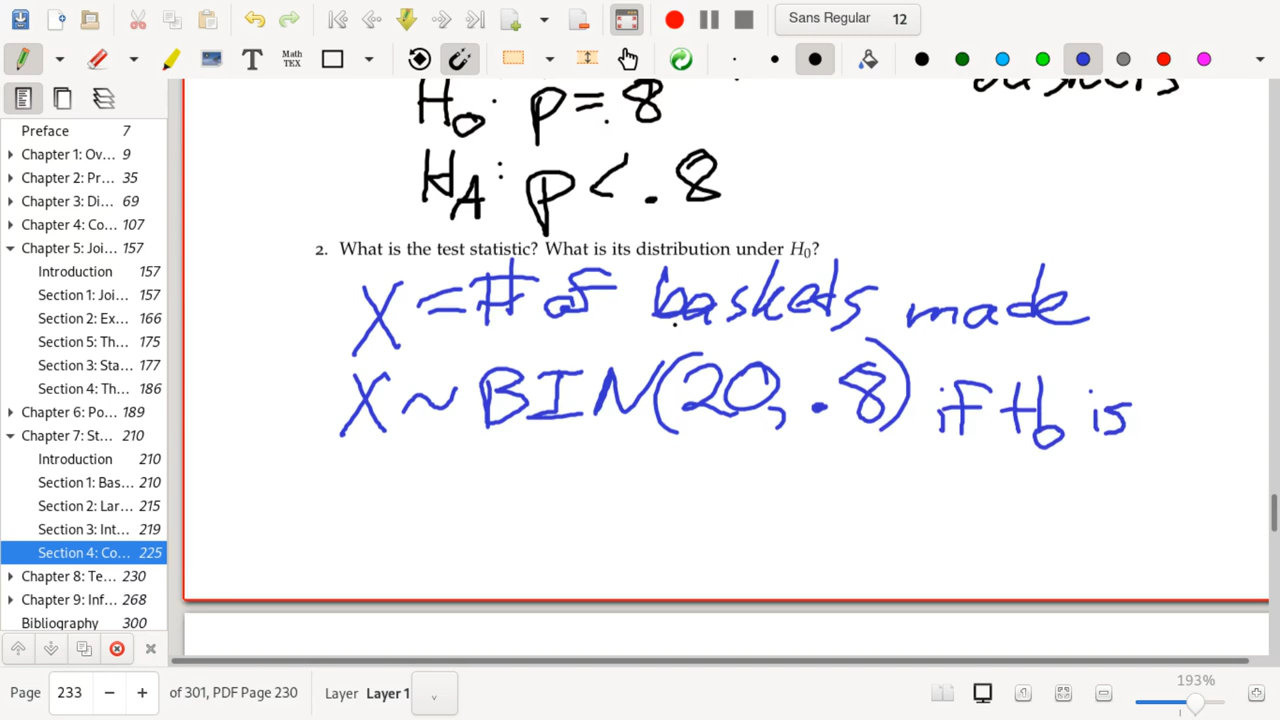 Sans Regular 12
T Math TEX
Preface 7
Chapter 1: Ov... 9
Chapter 2: Pr... 35
Chapter 3: Di... 69
Chapter 4: Co... 107
Chapter 5: Joi... 157
Introduction 157
Section 1: Joi... 157
Section 2: Ex... 166
Section 5: Th... 175
Section 3: Sta... 177
Section 4: Th... 186
Chapter 6: Po... 189
Chapter 7: St... 210
Introduction 210
Section 1: Bas... 210
Section 2: Lar... 215
Section 3: Int... 219
Section 4: Co... 225
Chapter 8: Te... 230
Chapter 9: Inf... 268
Bibliography 300
baskets
H₀: p = .8
H_A: p < .8
2. What is the test statistic? What is its distribution under H₀?
X = # of baskets made
X ~ BIN(20, .8) if H₀ is
Page 233 of 301, PDF Page 230 Layer Layer 1
193%